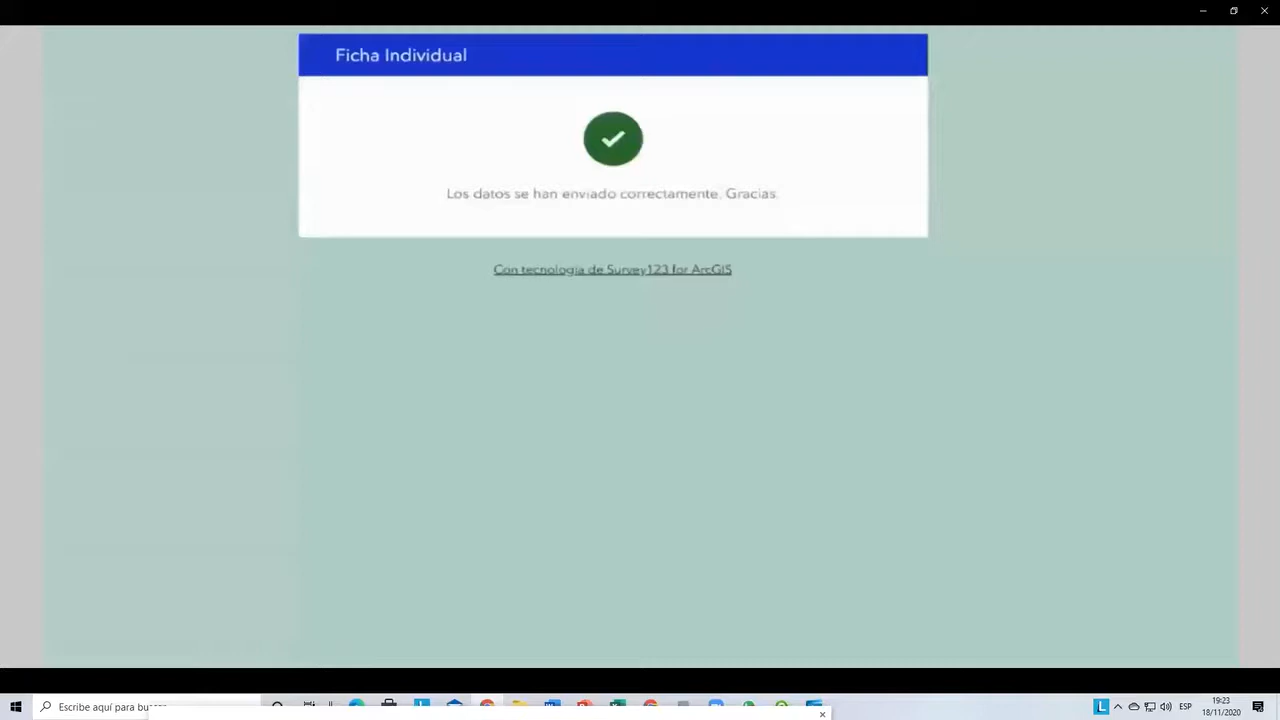 Ficha Individual
Los datos se han enviado correctamente. Gracias.
Con tecnología de Survey123 for ArcGIS
Escribe aquí para
ESP
19:23
18/11/2020